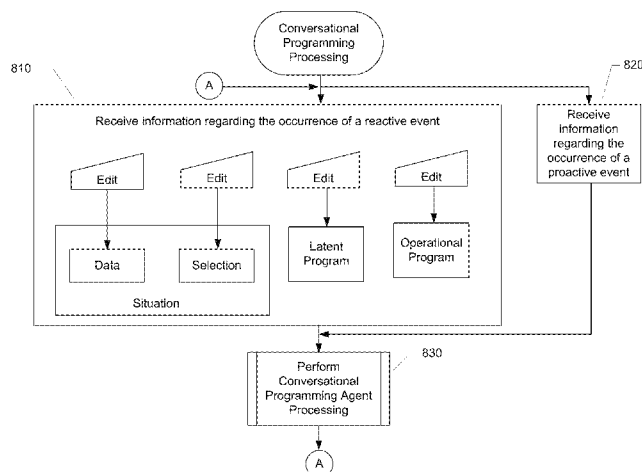 Conversational
Programming
Processing
810
820
A
Receive information regarding the occurrence of a reactive event
Receive
information
regarding the
occurrence of a
proactive event
Edit
Edit
Edit
Edit
Data
Selection
Latent
Program
Operational
Program
Situation
830
Perform
Conversational
Programming Agent
Processing
A